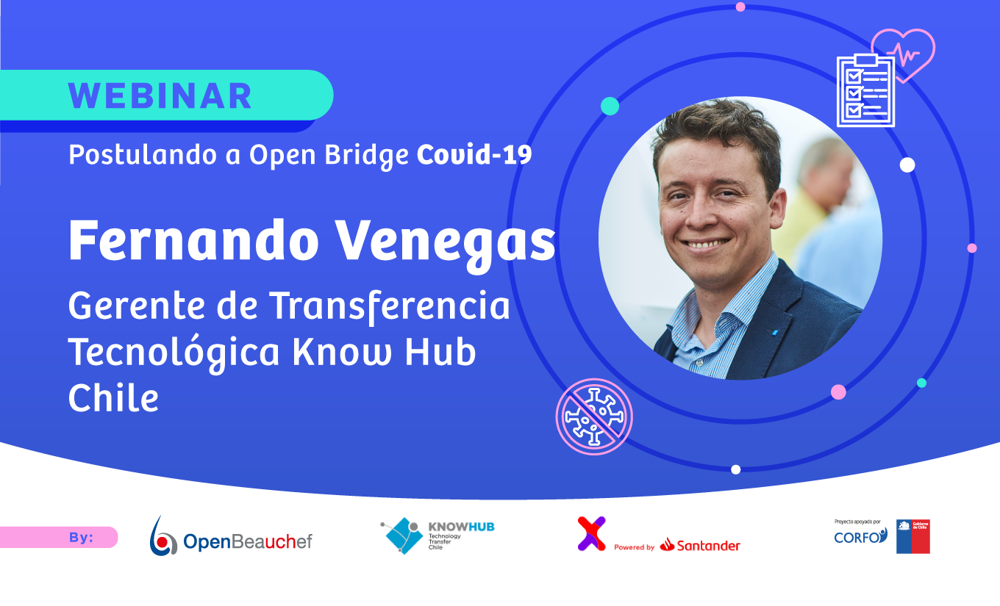 WEBINAR
Postulando a Open Bridge Covid-19
Fernando Venegas
Gerente de Transferencia
Tecnológica Know Hub
Chile
By:
OpenBeauchef
KNOWHUB
Technology
Transfer
Chile
Powered by Santander
Proyecto apoyado por
CORFO
Gobierno
de Chile